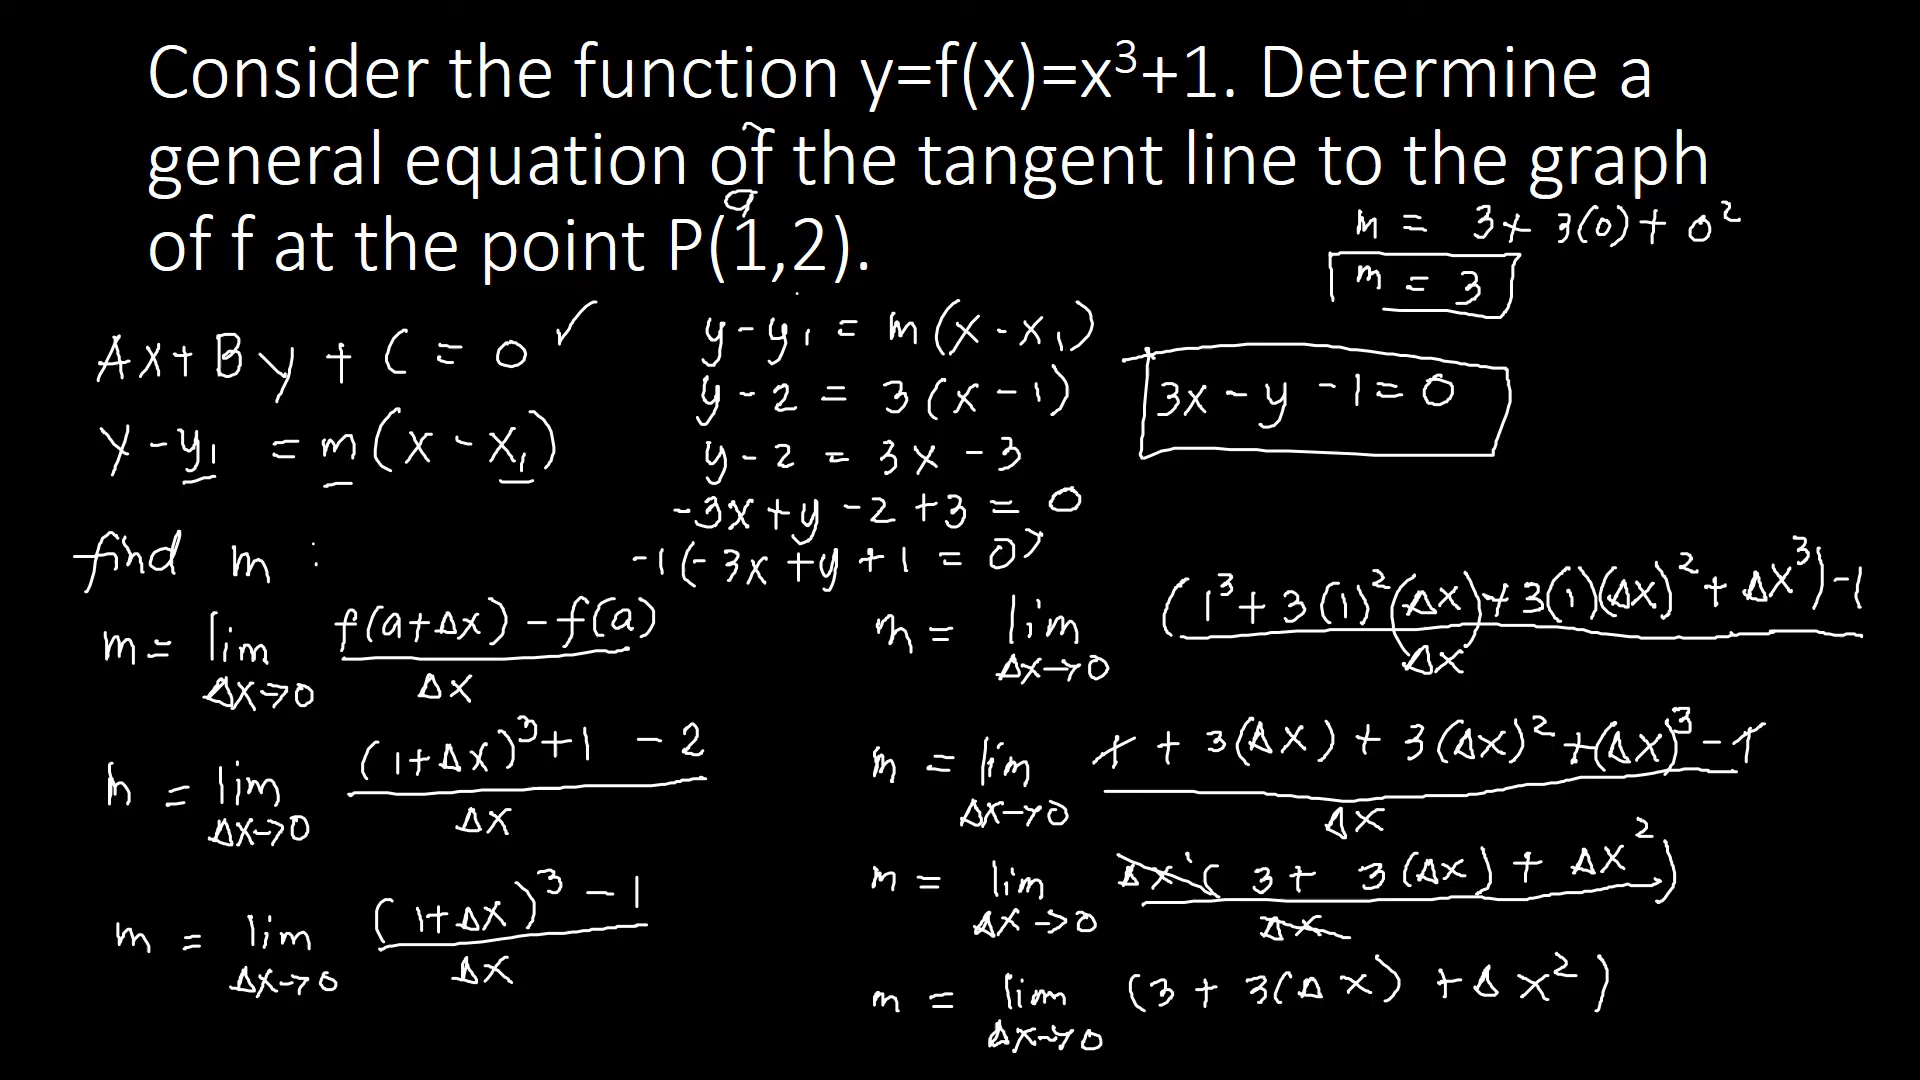 Consider the function y=f(x)=x³+1. Determine a
general equation of the tangent line to the graph
a
of f at the point P(1,2).
Ax+By+C=0 ✓
y-y₁ = m(x-x₁)
find m :
m = lim Δx→0 f(a+Δx)-f(a) / Δx
m = lim Δx→0 (1+Δx)³+1 - 2 / Δx
m = lim Δx→0 (1+Δx)³ - 1 / Δx
m = lim Δx→0 (1³+3(1)²(Δx)+3(1)(Δx)²+Δx³)-1 / Δx
m = lim Δx→0 1 + 3(Δx) + 3(Δx)² + (Δx)³ - 1 / Δx
m = lim Δx→0 Δx(3 + 3(Δx) + Δx²) / Δx
m = lim Δx→0 (3 + 3(Δx) + Δx²)
m = 3 + 3(0) + 0²
m = 3
y-y₁ = m(x-x₁)
y-2 = 3(x-1)
y-2 = 3x-3
-3x+y-2+3 = 0
-1(-3x+y+1 = 0)
3x-y-1=0